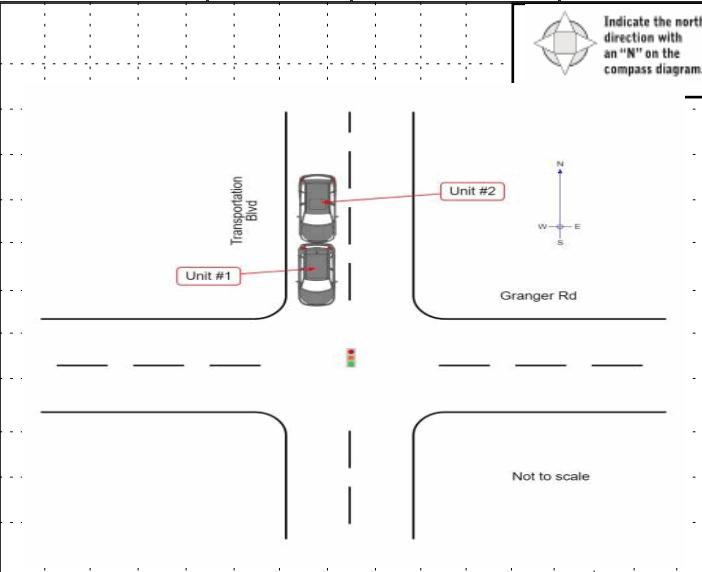 Indicate the north
direction with
an “N” on the
compass diagram.
Transportation
Blvd
Unit #2
N
W
E
S
Unit #1
Granger Rd
Not to scale